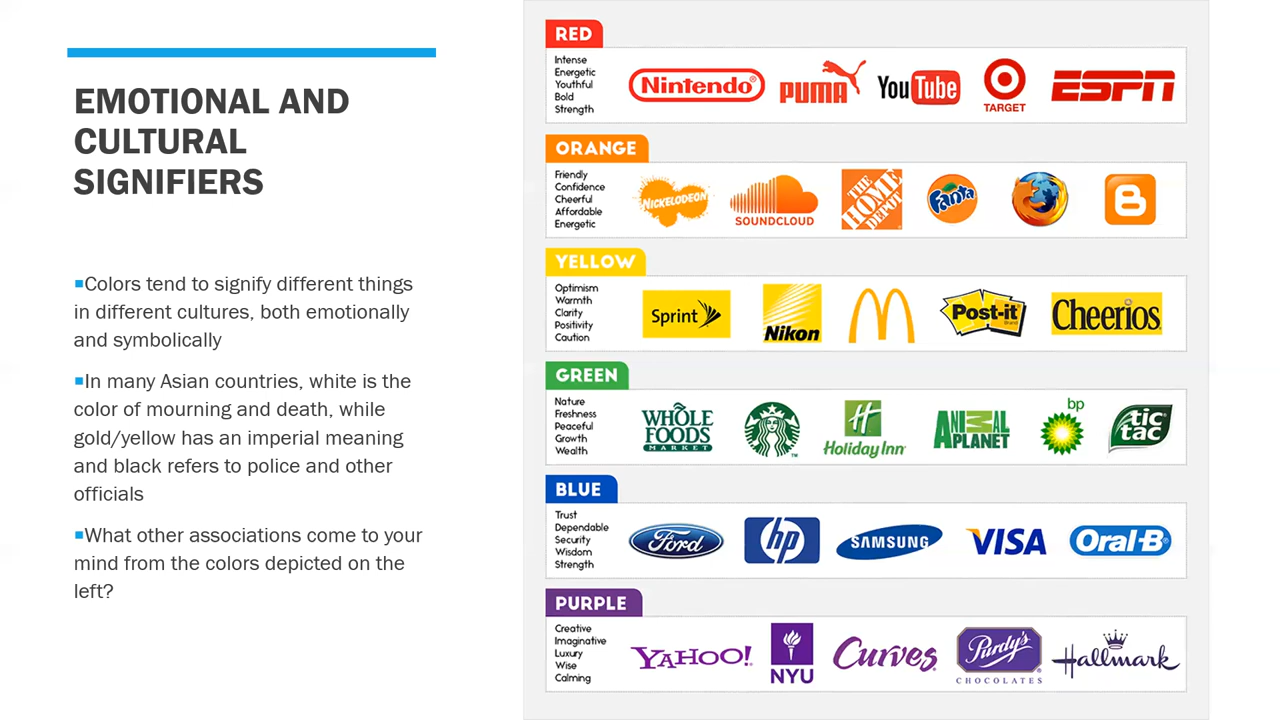 EMOTIONAL AND
CULTURAL
SIGNIFIERS
Colors tend to signify different things
in different cultures, both emotionally
and symbolically
In many Asian countries, white is the
color of mourning and death, while
gold/yellow has an imperial meaning
and black refers to police and other
officials
What other associations come to your
mind from the colors depicted on the
left?
RED
Intense
Energetic
Youthful
Bold
Strength
Nintendo®
PUMA
YouTube
TARGET
ESPN
ORANGE
Friendly
Confidence
Cheerful
Affordable
Energetic
NICKELODEON
SOUNDCLOUD
THE
HOME
DEPOT
Fanta
B
YELLOW
Optimism
Warmth
Clarity
Positivity
Caution
Sprint
Nikon
M
Post-it
Brand
Cheerios
GREEN
Nature
Freshness
Peaceful
Growth
Wealth
WHOLE
FOODS
MARKET
TM
H
Holiday Inn
ANIMAL
PLANET
bp
tic
tac
BLUE
Trust
Dependable
Security
Wisdom
Strength
Ford
hp
SAMSUNG
VISA
Oral-B®
PURPLE
Creative
Imaginative
Luxury
Wise
Calming
YAHOO!
NYU
Curves
Purdy's
CHOCOLATES
Hallmark